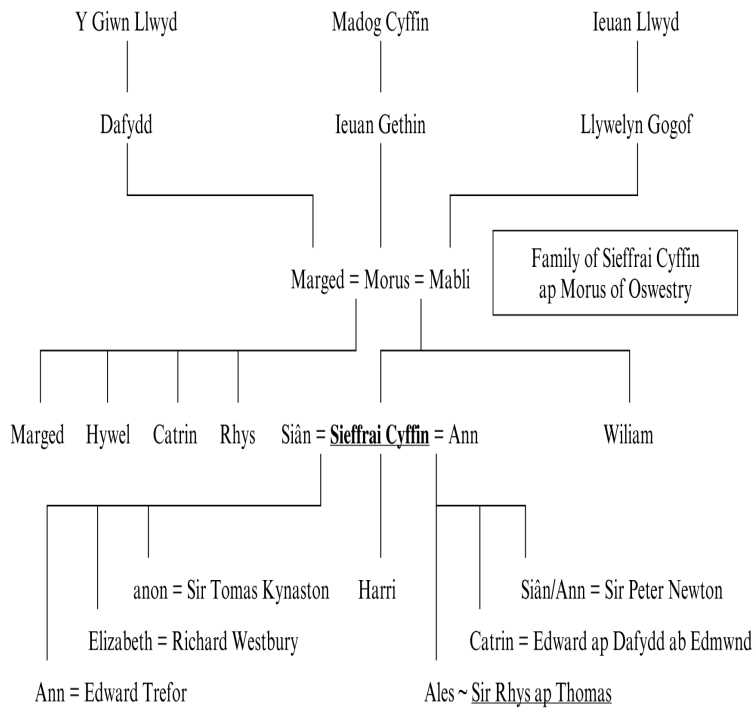 Y Giwn Llwyd Madog Cyffin Ieuan Llwyd
Dafydd Ieuan Gethin Llywelyn Gogof
Family of Sieffrai Cyffin
ap Morus of Oswestry
Marged = Morus = Mabli
Marged Hywel Catrin Rhys Siân = Sieffrai Cyffin = Ann Wiliam
anon = Sir Tomas Kynaston Harri Siân/Ann = Sir Peter Newton
Elizabeth = Richard Westbury Catrin = Edward ap Dafydd ab Edmwnd
Ann = Edward Trefor Ales ~ Sir Rhys ap Thomas